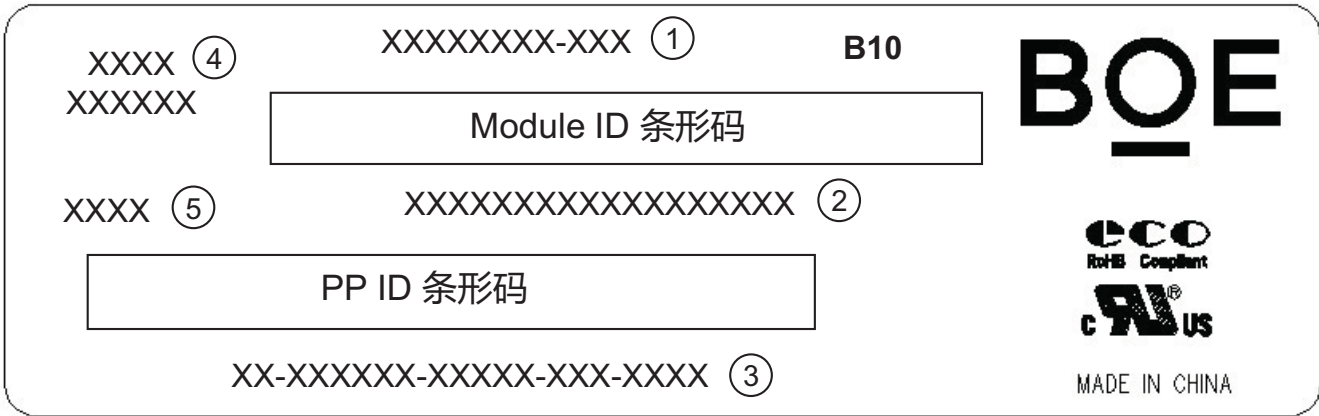 XXXXXXXX-XXX ①
B10
BOE
XXXX ④
XXXXXX
Module ID 条形码
XXXX ⑤
XXXXXXXXXXXXXXXXXX ②
eco
RoHS Compliant
PP ID 条形码
c RU ® US
XX-XXXXXX-XXXXX-XXX-XXXX ③
MADE IN CHINA